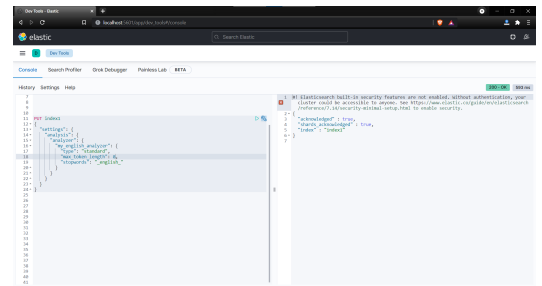 Dev Tools - Elastic
localhost:5601/app/dev_tools#/console
elastic
Search Elastic
D
Dev Tools
Console
Search Profiler
Grok Debugger
Painless Lab
BETA
History
Settings
Help
200 - OK
893 ms
PUT index1
{
"settings": {
"analysis": {
"analyzer": {
"my_english_analyzer": {
"type": "standard",
"max_token_length": 8,
"stopwords": "_english_"
}
}
}
}
}
#! Elasticsearch built-in security features are not enabled. Without authentication, your
cluster could be accessible to anyone. See https://www.elastic.co/guide/en/elasticsearch
/reference/7.14/security-minimal-setup.html to enable security.
{
"acknowledged" : true,
"shards_acknowledged" : true,
"index" : "index1"
}